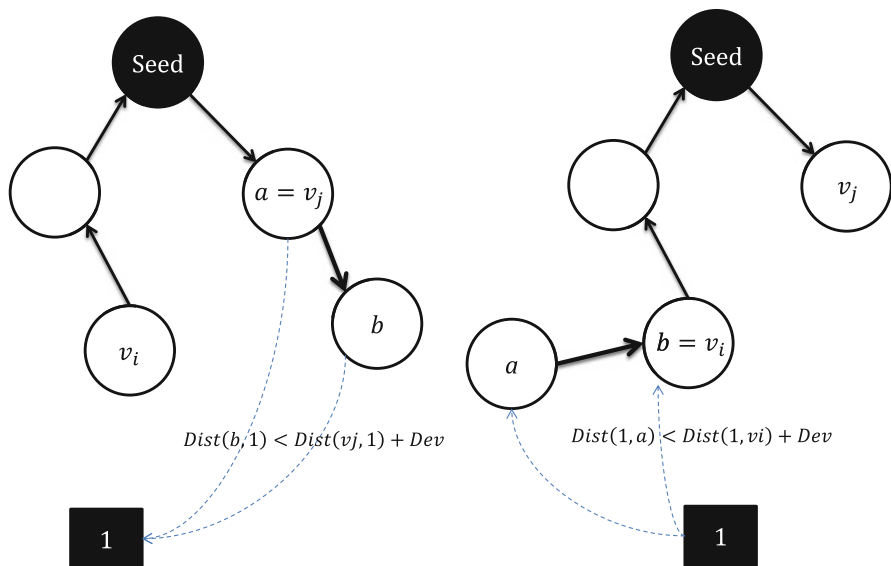 Seed
a = v_j
b
v_i
Dist(b, 1) < Dist(vj, 1) + Dev
1
Seed
v_j
b = v_i
a
Dist(1, a) < Dist(1, vi) + Dev
1